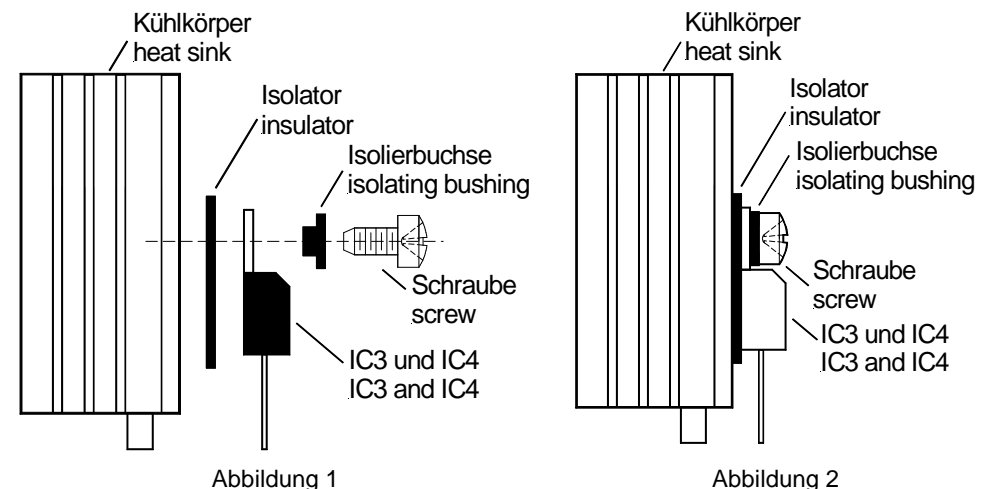 Kühlkörper
heat sink
Isolator
insulator
Isolierbuchse
isolating bushing
Schraube
screw
IC3 und IC4
IC3 and IC4
Abbildung 1
Kühlkörper
heat sink
Isolator
insulator
Isolierbuchse
isolating bushing
Schraube
screw
IC3 und IC4
IC3 and IC4
Abbildung 2